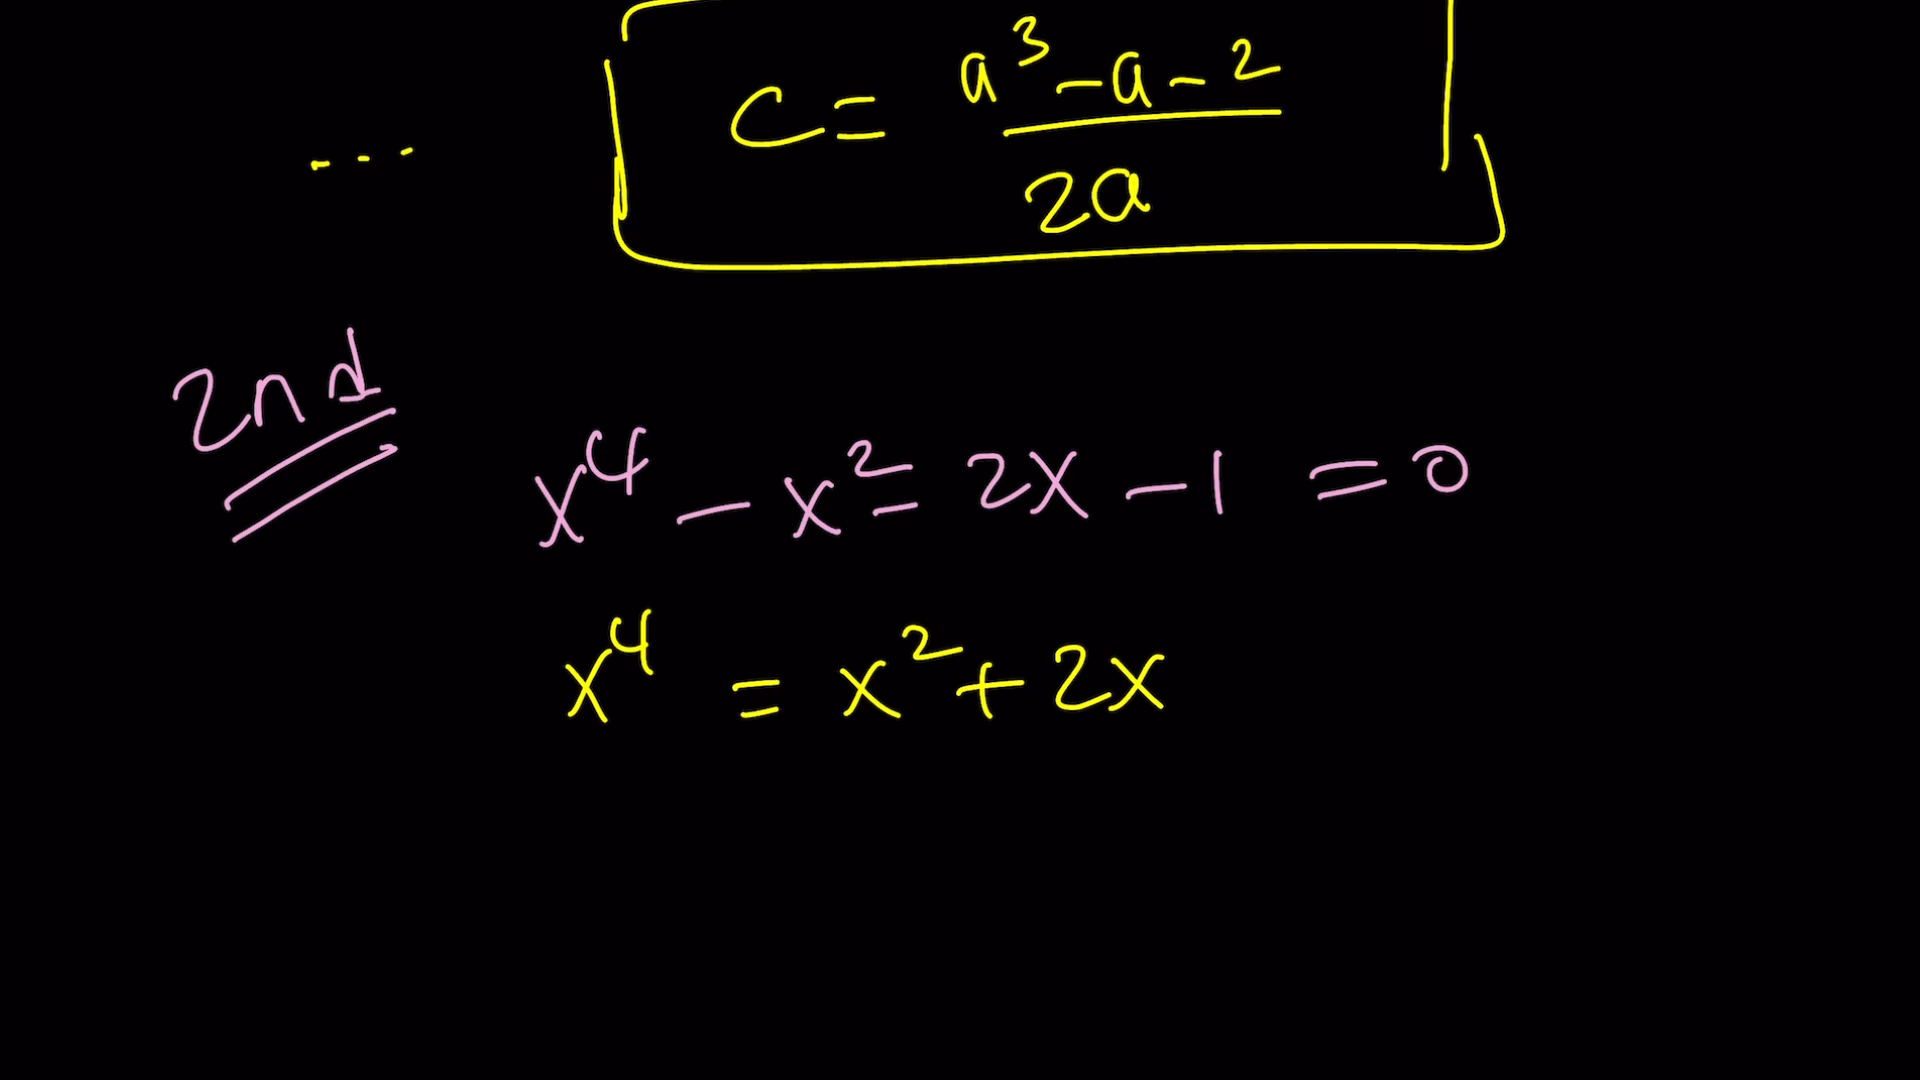 C = (a³ - a - 2) / 2a
...
2nd
x⁴ - x² = 2x - 1 = 0
x⁴ = x² + 2x